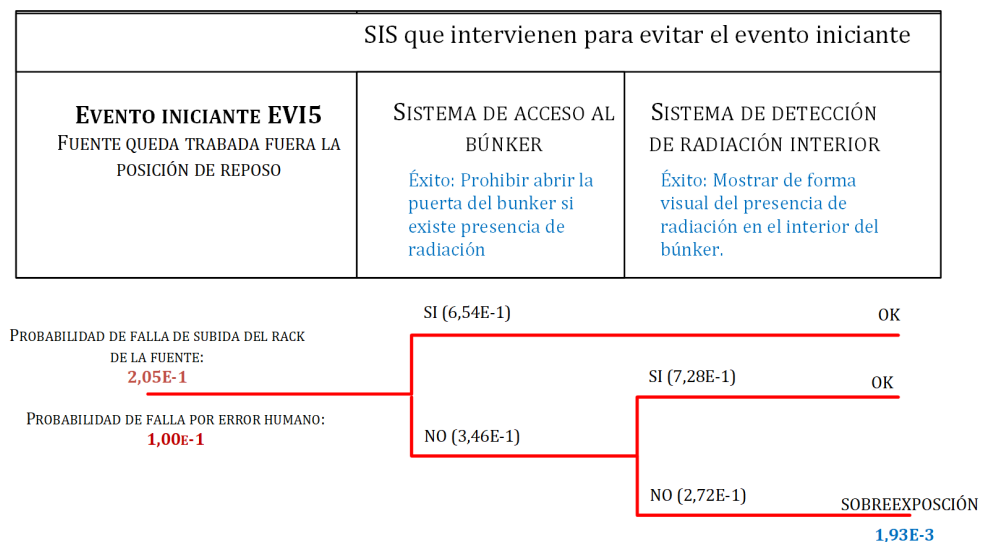 SIS que intervienen para evitar el evento iniciante
EVENTO INICIANTE EVI5
FUENTE QUEDA TRABADA FUERA LA
POSICIÓN DE REPOSO
SISTEMA DE ACCESO AL
BÚNKER
Éxito: Prohibir abrir la
puerta del bunker si
existe presencia de
radiación
SISTEMA DE DETECCIÓN
DE RADIACIÓN INTERIOR
Éxito: Mostrar de forma
visual del presencia de
radiación en el interior del
búnker.
PROBABILIDAD DE FALLA DE SUBIDA DEL RACK
DE LA FUENTE:
2,05E-1
PROBABILIDAD DE FALLA POR ERROR HUMANO:
1,00E-1
SI (6,54E-1)
OK
SI (7,28E-1)
OK
NO (3,46E-1)
NO (2,72E-1)
SOBREEXPOSCIÓN
1,93E-3